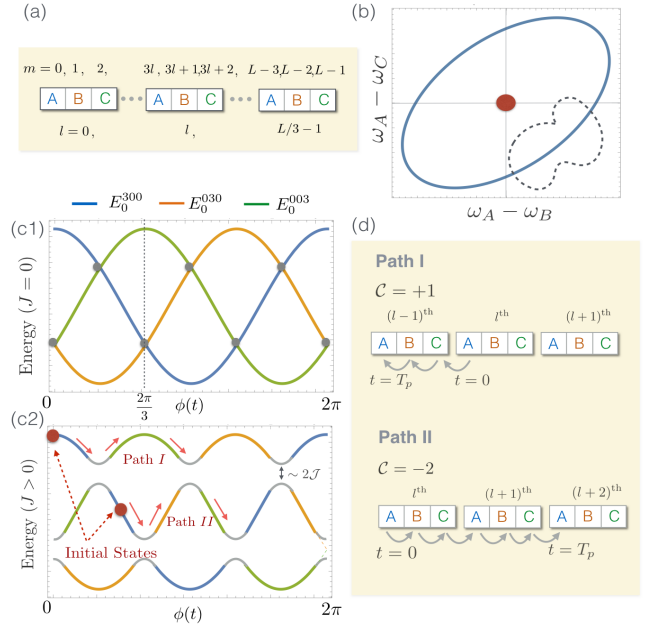 (a)
m = 0, 1, 2, 3l , 3l + 1,3l + 2, L − 3,L − 2,L − 1
A B C A B C A B C
l = 0 , l , L/3 − 1
(b)
ω_A − ω_C
ω_A − ω_B
E_0^{300} E_0^{030} E_0^{003}
(c1)
Energy (J = 0)
0 2π/3 φ(t) 2π
(c2)
Energy (J > 0)
Path I
~ 2𝒥
Path II
Initial States
0 φ(t) 2π
(d)
Path I
𝒞 = +1
(l − 1)^{th} l^{th} (l + 1)^{th}
A B C A B C A B C
t = T_p t = 0
Path II
𝒞 = −2
l^{th} (l + 1)^{th} (l + 2)^{th}
A B C A B C A B C
t = 0 t = T_p